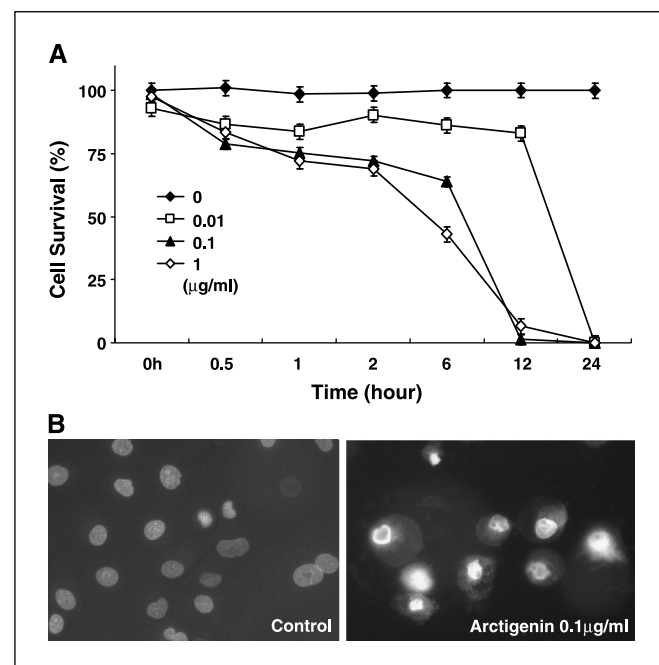 A
100
75
50
25
0
Cell Survival (%)
0
0.01
0.1
1
(μg/ml)
0h 0.5 1 2 6 12 24
Time (hour)
B
Control
Arctigenin 0.1μg/ml